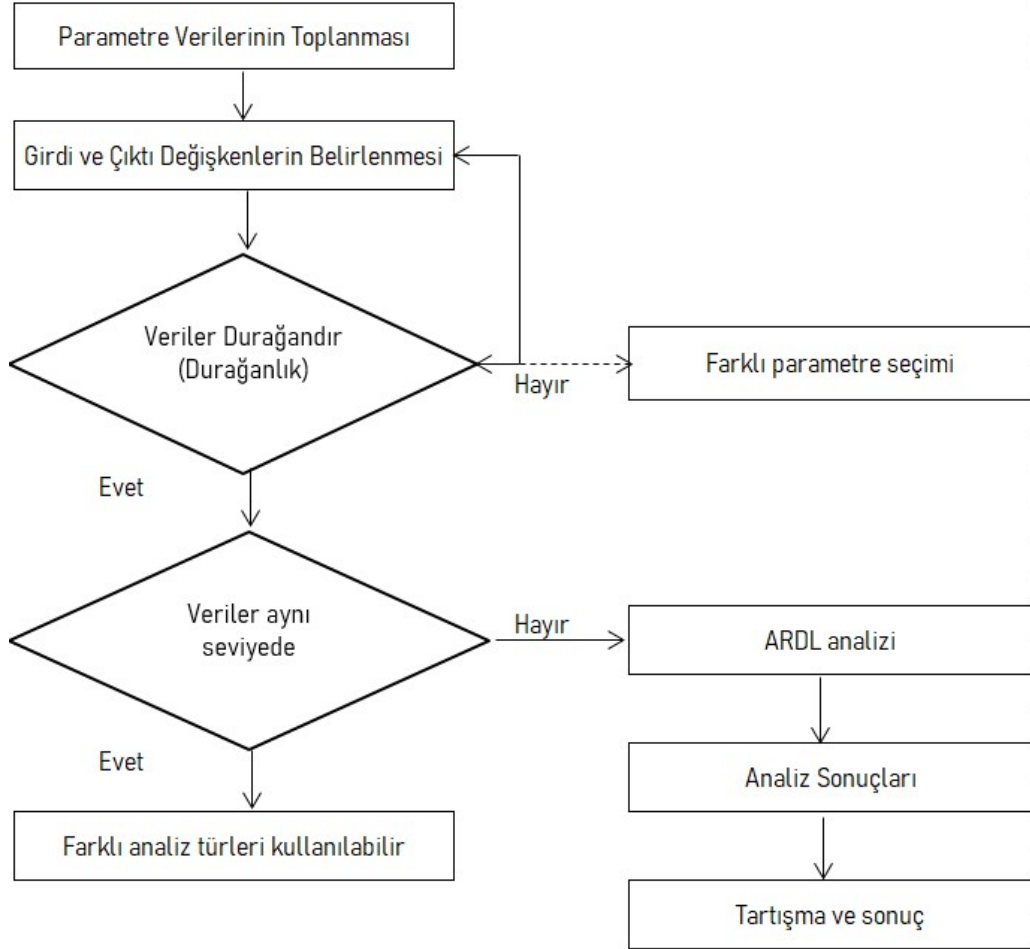 Parametre Verilerinin Toplanması
Girdi ve Çıktı Değişkenlerin Belirlenmesi
Veriler Durağandır
(Durağanlık)
Hayır
Farklı parametre seçimi
Evet
Veriler aynı
seviyede
Hayır
ARDL analizi
Evet
Analiz Sonuçları
Farklı analiz türleri kullanılabilir
Tartışma ve sonuç